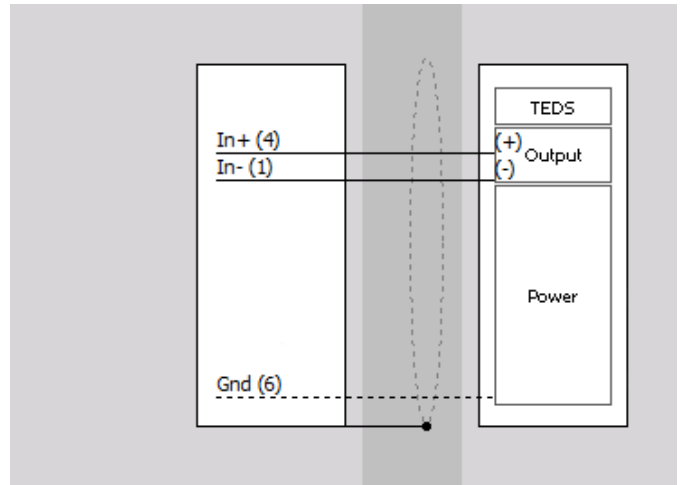 In+ (4)
In- (1)
Gnd (6)
TEDS
(+)
Output
(-)
Power